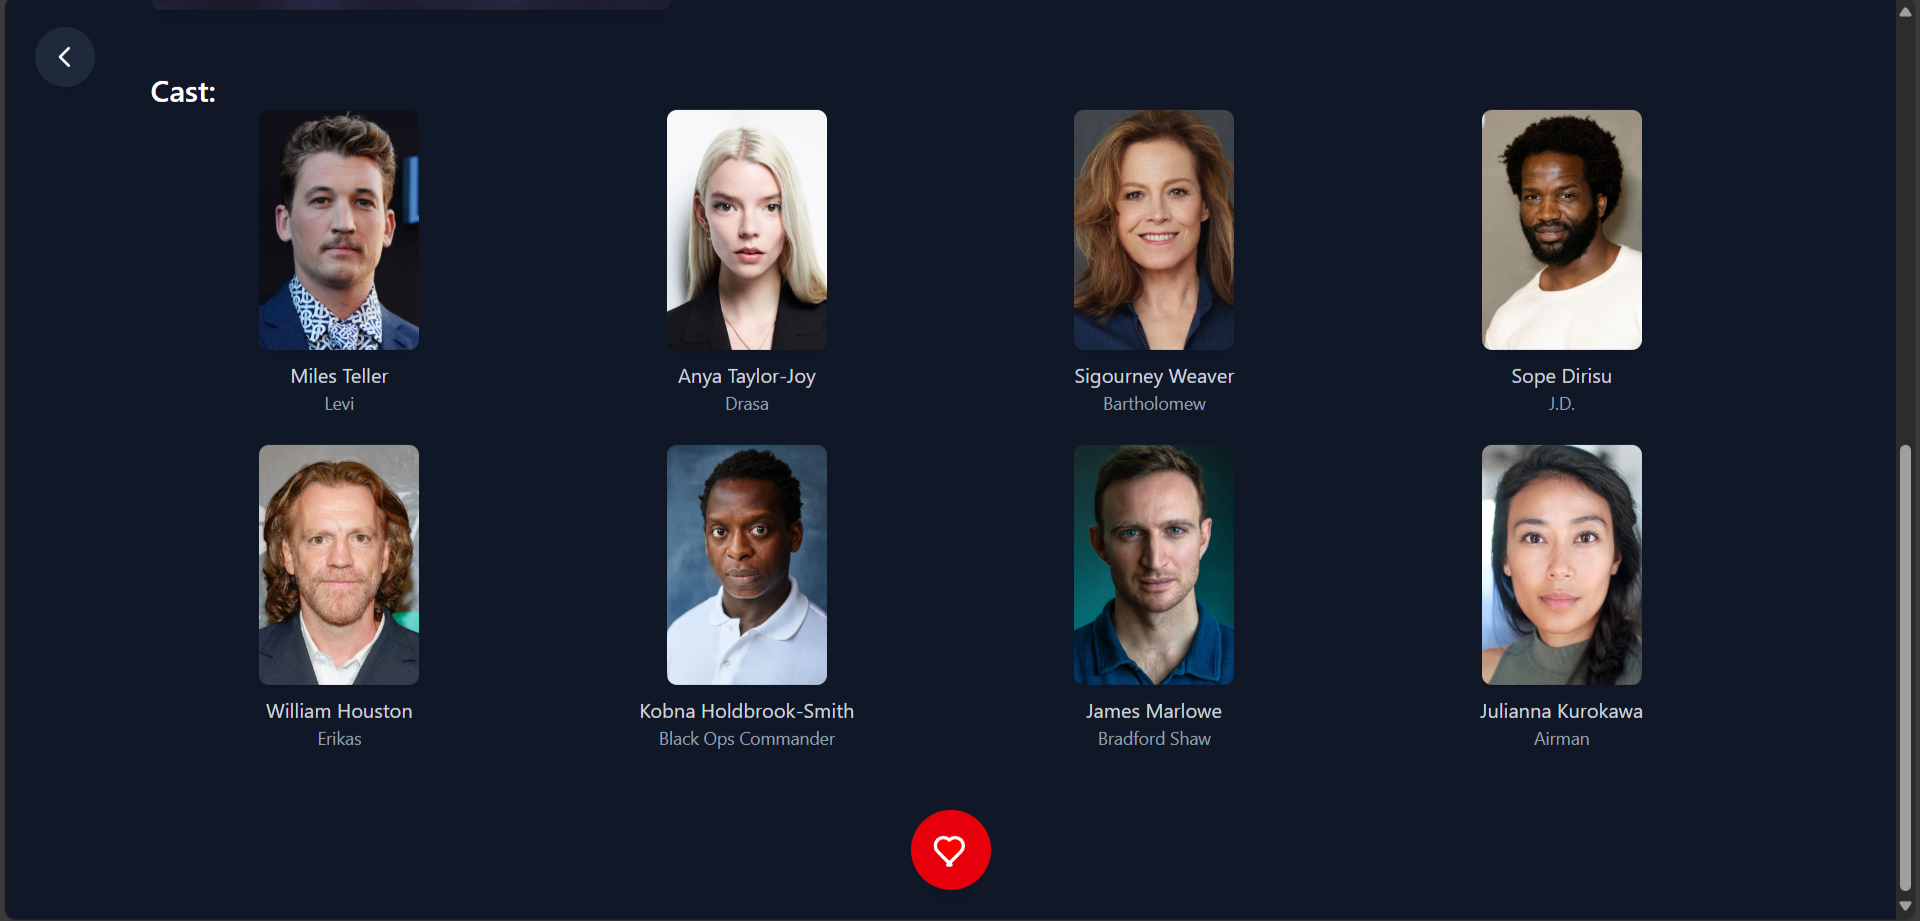 Cast:
Miles Teller
Levi
Anya Taylor-Joy
Drasa
Sigourney Weaver
Bartholomew
Sope Dirisu
J.D.
William Houston
Erikas
Kobna Holdbrook-Smith
Black Ops Commander
James Marlowe
Bradford Shaw
Julianna Kurokawa
Airman